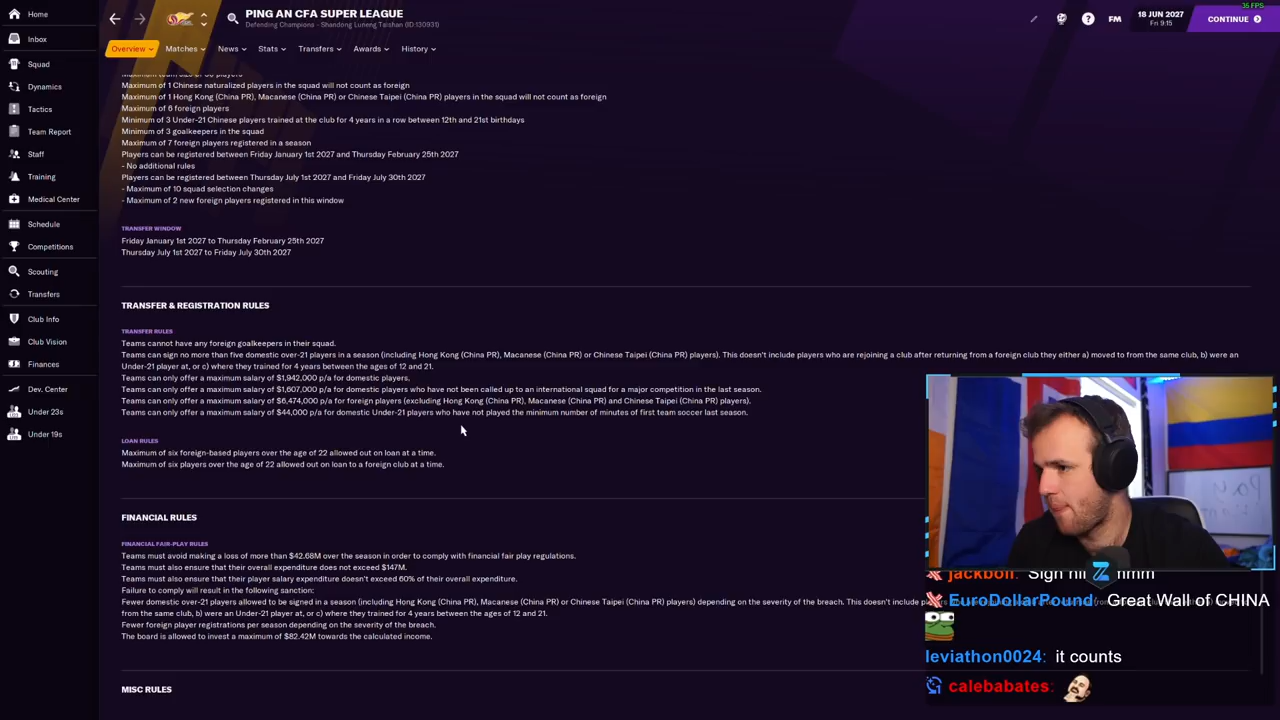 36 FPS
Home
PING AN CFA SUPER LEAGUE
Defending Champions - Shandong Luneng Taishan (ID:130931)
FM
18 JUN 2027
Fri 9:15
CONTINUE
Inbox
Squad
Dynamics
Tactics
Team Report
Staff
Training
Medical Center
Schedule
Competitions
Scouting
Transfers
Club Info
Club Vision
Finances
Dev. Center
Under 23s
Under 19s
Overview
Matches
News
Stats
Transfers
Awards
History
Maximum of 1 Chinese naturalized players in the squad will not count as foreign
Maximum of 1 Hong Kong (China PR), Macanese (China PR) or Chinese Taipei (China PR) players in the squad will not count as foreign
Maximum of 6 foreign players
Minimum of 3 Under-21 Chinese players trained at the club for 4 years in a row between 12th and 21st birthdays
Minimum of 3 goalkeepers in the squad
Maximum of 7 foreign players registered in a season
Players can be registered between Friday January 1st 2027 and Thursday February 25th 2027
- No additional rules
Players can be registered between Thursday July 1st 2027 and Friday July 30th 2027
- Maximum of 10 squad selection changes
- Maximum of 2 new foreign players registered in this window
TRANSFER WINDOW
Friday January 1st 2027 to Thursday February 25th 2027
Thursday July 1st 2027 to Friday July 30th 2027
TRANSFER & REGISTRATION RULES
TRANSFER RULES
Teams cannot have any foreign goalkeepers in their squad.
Teams can sign no more than five domestic over-21 players in a season (including Hong Kong (China PR), Macanese (China PR) or Chinese Taipei (China PR) players). This doesn't include players who are rejoining a club after returning from a foreign club they either a) moved to from the same club, b) were an
Under-21 player at, or c) where they trained for 4 years between the ages of 12 and 21.
Teams can only offer a maximum salary of $1,942,000 p/a for domestic players.
Teams can only offer a maximum salary of $1,607,000 p/a for domestic players who have not been called up to an international squad for a major competition in the last season.
Teams can only offer a maximum salary of $6,474,000 p/a for foreign players (excluding Hong Kong (China PR), Macanese (China PR) and Chinese Taipei (China PR) players).
Teams can only offer a maximum salary of $44,000 p/a for domestic Under-21 players who have not played the minimum number of minutes of first team soccer last season.
LOAN RULES
Maximum of six foreign-based players over the age of 22 allowed out on loan at a time.
Maximum of six players over the age of 22 allowed out on loan to a foreign club at a time.
FINANCIAL RULES
FINANCIAL FAIR-PLAY RULES
Teams must avoid making a loss of more than $42.68M over the season in order to comply with financial fair play regulations.
Teams must also ensure that their overall expenditure does not exceed $147M.
Teams must also ensure that their player salary expenditure doesn't exceed 60% of their overall expenditure.
Failure to comply will result in the following sanction:
Fewer domestic over-21 players allowed to be signed in a season (including Hong Kong (China PR), Macanese (China PR) or Chinese Taipei (China PR) players) depending on the severity of the breach. This doesn't include
from the same club, b) were an Under-21 player at, or c) where they trained for 4 years between the ages of 12 and 21.
Fewer foreign player registrations per season depending on the severity of the breach.
The board is allowed to invest a maximum of $82.42M towards the calculated income.
MISC RULES
jackboii: Sign him hmm
EuroDollarPound: Great Wall of CHINA
leviathon0024: it counts
calebabates: